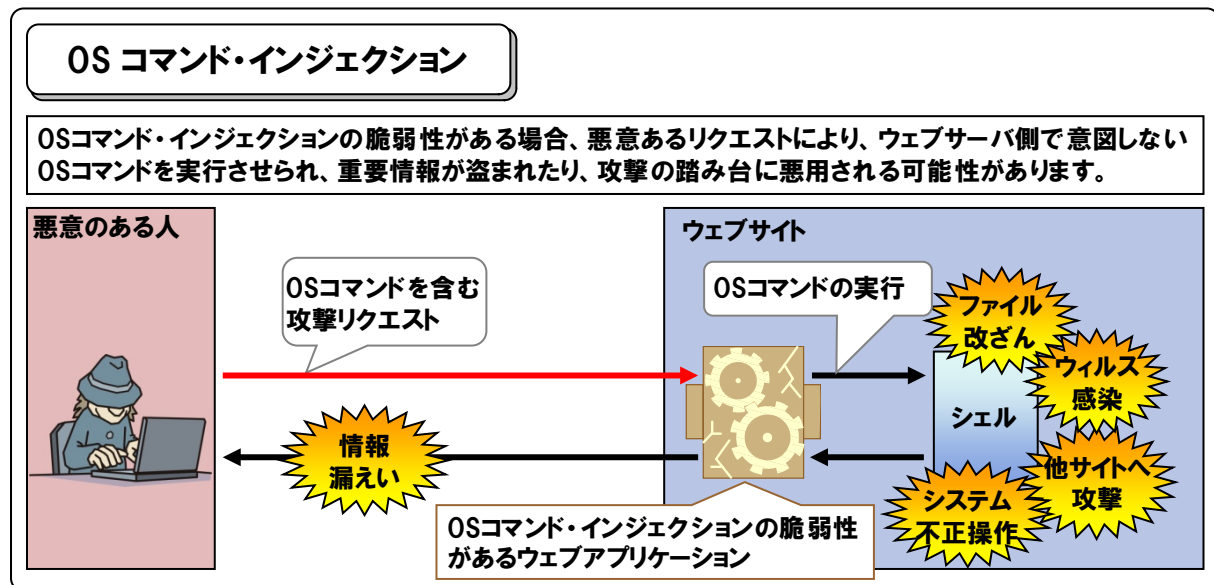 OS コマンド・インジェクション
OSコマンド・インジェクションの脆弱性がある場合、悪意あるリクエストにより、ウェブサーバ側で意図しない
OSコマンドを実行させられ、重要情報が盗まれたり、攻撃の踏み台に悪用される可能性があります。
悪意のある人
ウェブサイト
OSコマンドを含む
攻撃リクエスト
OSコマンドの実行
ファイル
改ざん
ウィルス
感染
シェル
情報
漏えい
他サイトへ
攻撃
システム
不正操作
OSコマンド・インジェクションの脆弱性
があるウェブアプリケーション